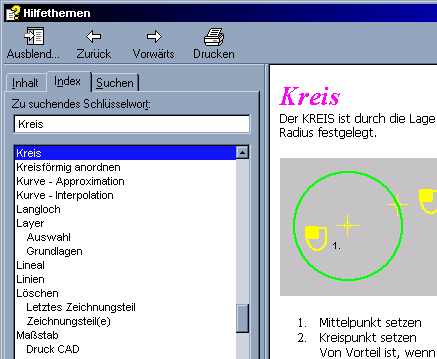 Hilfethemen
Ausblend... Zurück Vorwärts Drucken
Inhalt Index Suchen
Zu suchendes Schlüsselwort:
Kreis
Kreis
Kreisförmig anordnen
Kurve - Approximation
Kurve - Interpolation
Langloch
Layer
Auswahl
Grundlagen
Lineal
Linien
Löschen
Letztes Zeichnungsteil
Zeichnungsteil(e)
Maßstab
Druck CAD
Kreis
Der KREIS ist durch die Lage
Radius festgelegt.
1.
1. Mittelpunkt setzen
2. Kreispunkt setzen
Von Vorteil ist, wenn